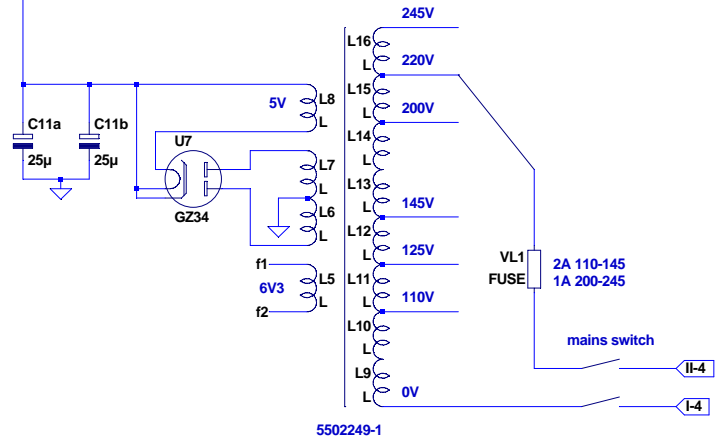 245V
L16
L
220V
L15
L
200V
L14
L
L13
L
145V
L12
L
125V
L11
L
110V
L10
L
L9
L
0V
5V
L8
L
C11a
25µ
C11b
25µ
U7
GZ34
L7
L
L6
L
f1
6V3
f2
L5
L
VL1
FUSE
2A 110-145
1A 200-245
mains switch
II-4
I-4
5502249-1